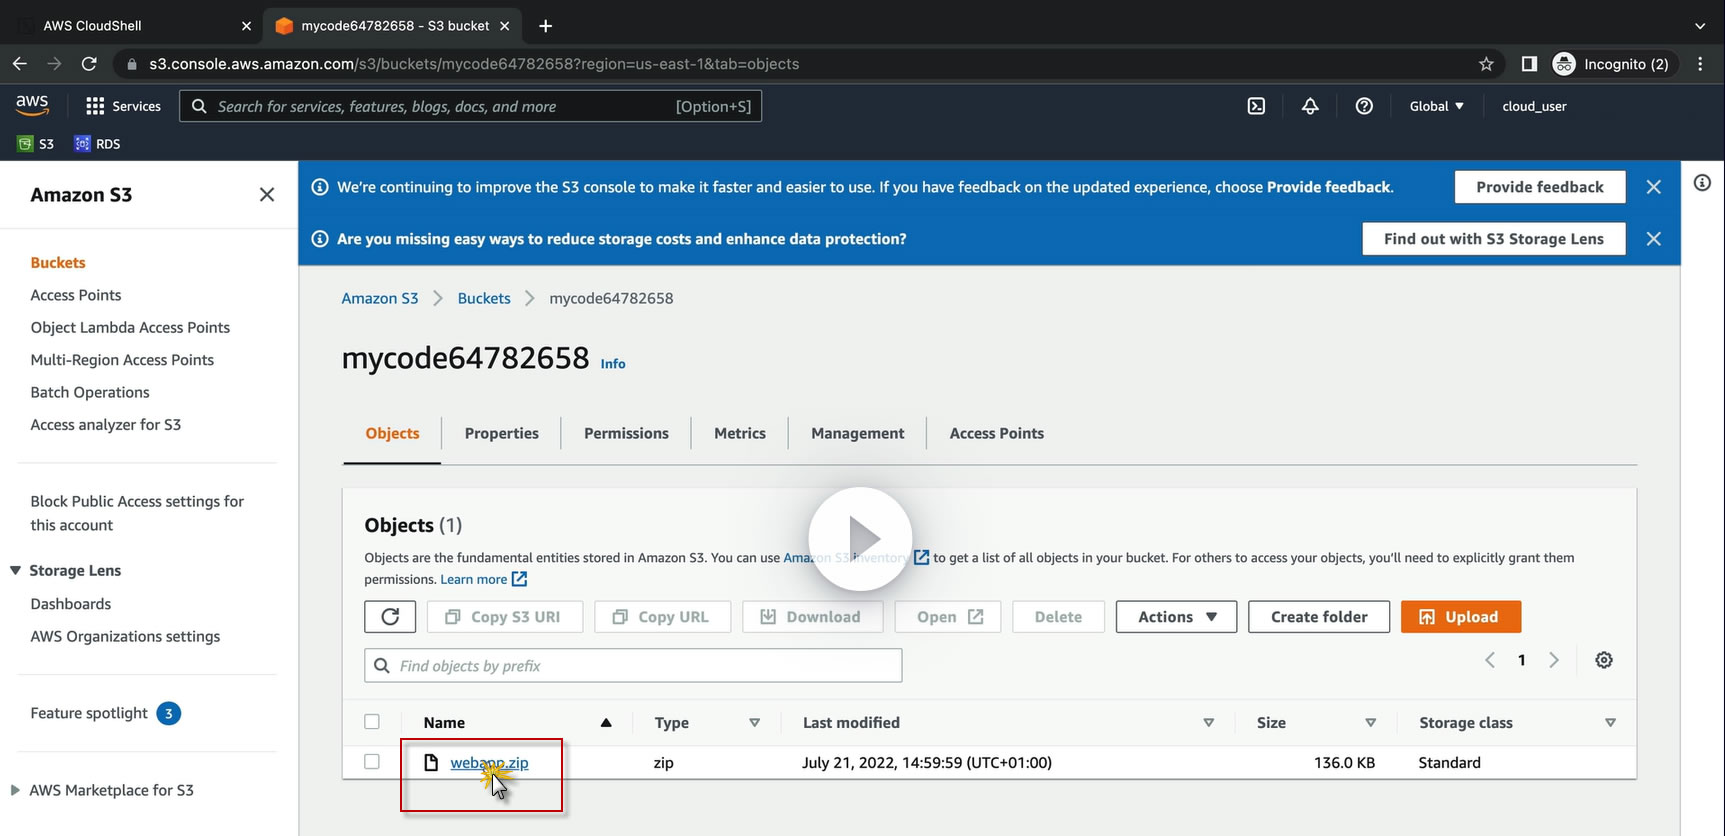 AWS CloudShell
mycode64782658 - S3 bucket
s3.console.aws.amazon.com/s3/buckets/mycode64782658?region=us-east-1&tab=objects
Incognito (2)
aws
Services
Search for services, features, blogs, docs, and more
[Option+S]
Global
cloud_user
S3
RDS
Amazon S3
Buckets
Access Points
Object Lambda Access Points
Multi-Region Access Points
Batch Operations
Access analyzer for S3
Block Public Access settings for
this account
Storage Lens
Dashboards
AWS Organizations settings
Feature spotlight 3
AWS Marketplace for S3
We're continuing to improve the S3 console to make it faster and easier to use. If you have feedback on the updated experience, choose Provide feedback.
Provide feedback
Are you missing easy ways to reduce storage costs and enhance data protection?
Find out with S3 Storage Lens
Amazon S3 > Buckets > mycode64782658
mycode64782658 Info
Objects
Properties
Permissions
Metrics
Management
Access Points
Objects (1)
Objects are the fundamental entities stored in Amazon S3. You can use Amazon S3 inventory to get a list of all objects in your bucket. For others to access your objects, you'll need to explicitly grant them
permissions. Learn more
Copy S3 URI
Copy URL
Download
Open
Delete
Actions
Create folder
Upload
Find objects by prefix
1
Name
Type
Last modified
Size
Storage class
webapp.zip
zip
July 21, 2022, 14:59:59 (UTC+01:00)
136.0 KB
Standard